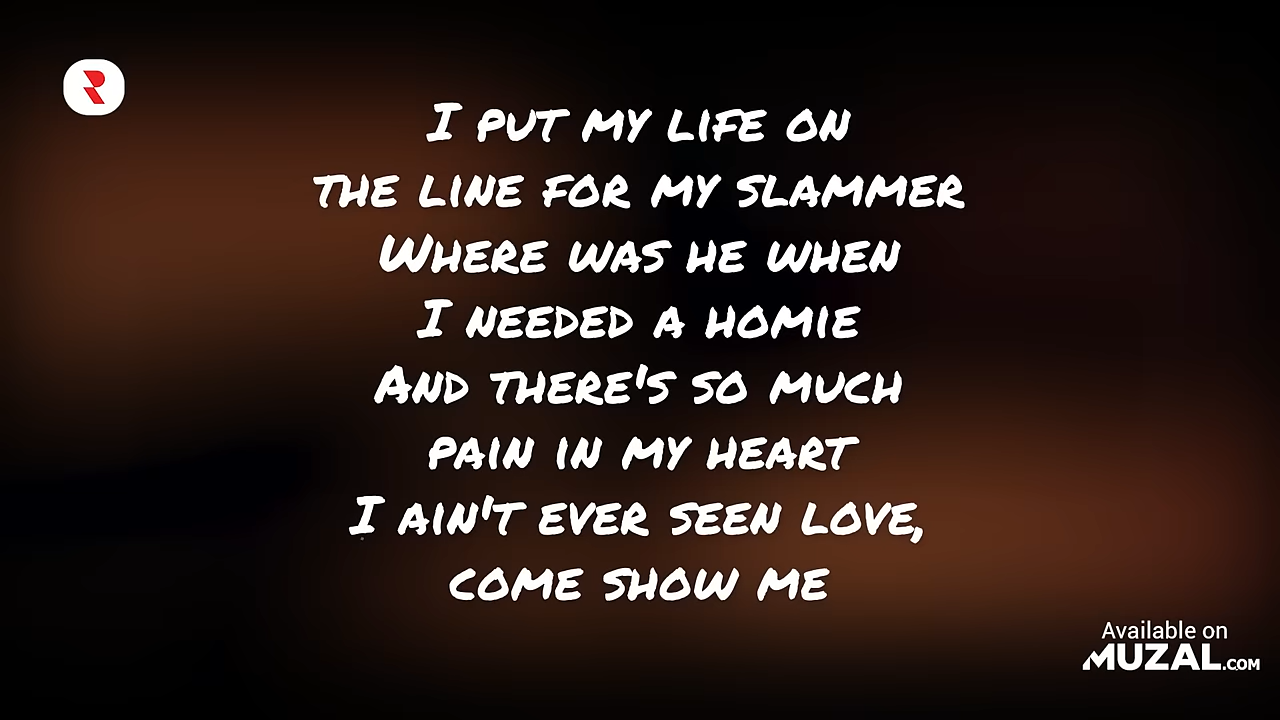 I PUT MY LIFE ON
THE LINE FOR MY SLAMMER
WHERE WAS HE WHEN
I NEEDED A HOMIE
AND THERE'S SO MUCH
PAIN IN MY HEART
I AIN'T EVER SEEN LOVE,
COME SHOW ME
Available on
MUZAL.COM